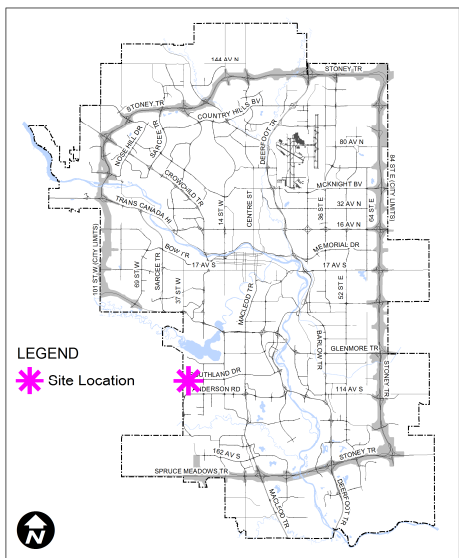 144 AV N
STONEY TR
STONEY TR
COUNTRY HILLS BV
NOSE HILL DR
SARCEE TR
DEERFOOT TR
80 AV N
CROWCHILD TR
MCKNIGHT BV
TRANS CANADA HI
14 ST W
CENTRE ST
36 ST E
32 AV N
16 AV N
84 ST E (CITY LIMITS)
64 ST E
101 ST W (CITY LIMITS)
BOW TR
MEMORIAL DR
17 AV S
17 AV S
69 ST W
SARCEE TR
37 ST W
52 ST E
MACLEOD TR
BARLOW TR
GLENMORE TR
LEGEND
Site Location
UTHLAND DR
ANDERSON RD
114 AV S
STONEY TR
162 AV S
STONEY TR
SPRUCE MEADOWS TR
MACLEOD TR
DEERFOOT TR
N